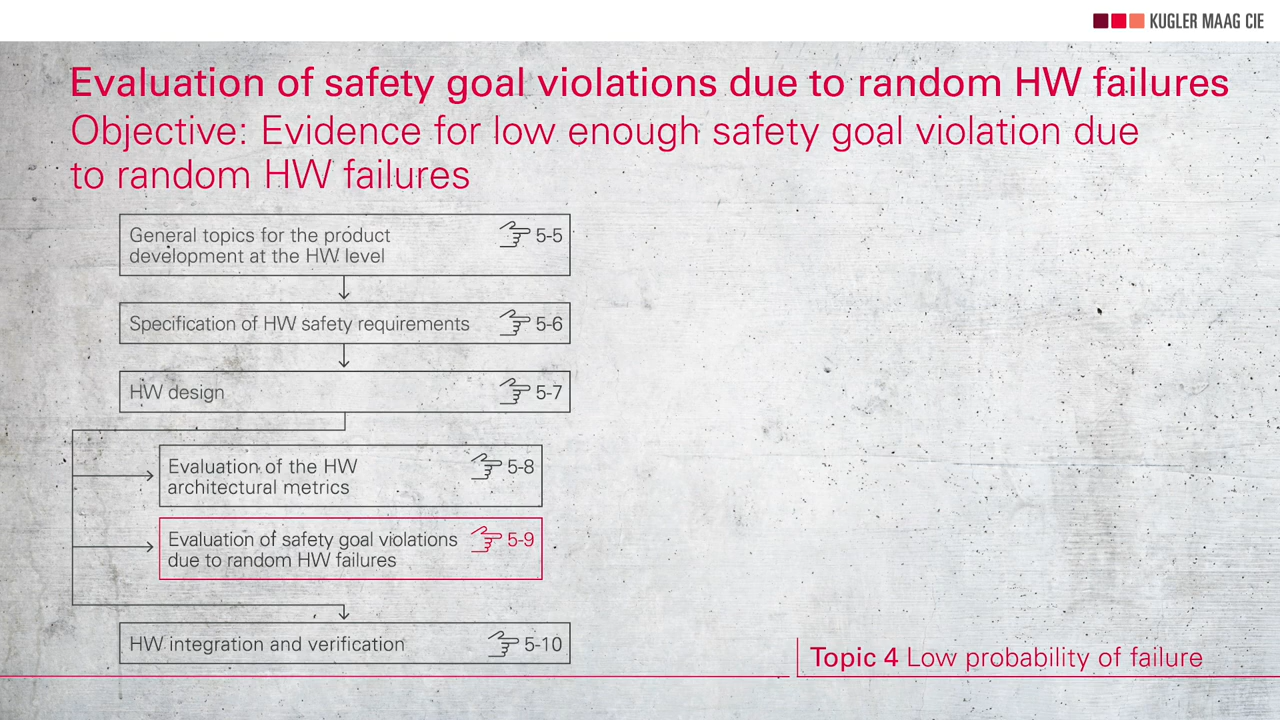 KUGLER MAAG CIE
Evaluation of safety goal violations due to random HW failures
Objective: Evidence for low enough safety goal violation due
to random HW failures
General topics for the product
development at the HW level
5-5
Specification of HW safety requirements
5-6
HW design
5-7
Evaluation of the HW
architectural metrics
5-8
Evaluation of safety goal violations
due to random HW failures
5-9
HW integration and verification
5-10
Topic 4 Low probability of failure